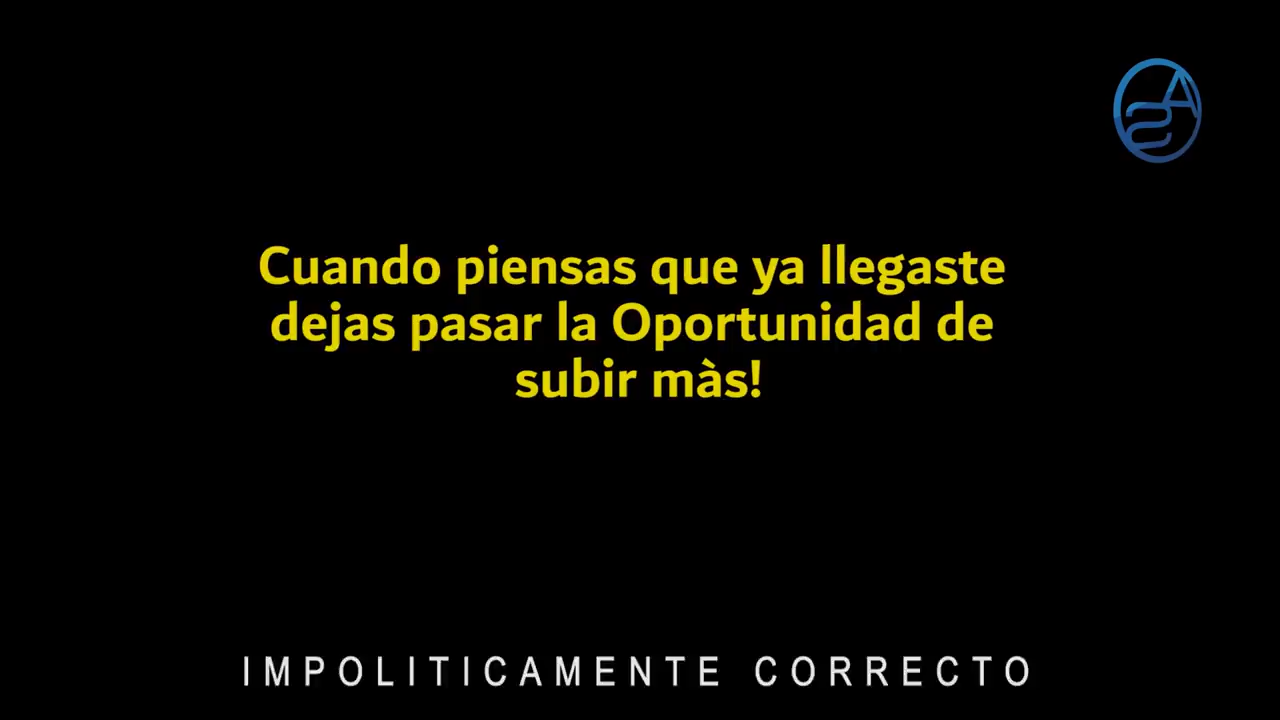 Cuando piensas que ya llegaste
dejas pasar la Oportunidad de
subir màs!
IMPOLITICAMENTE CORRECTO